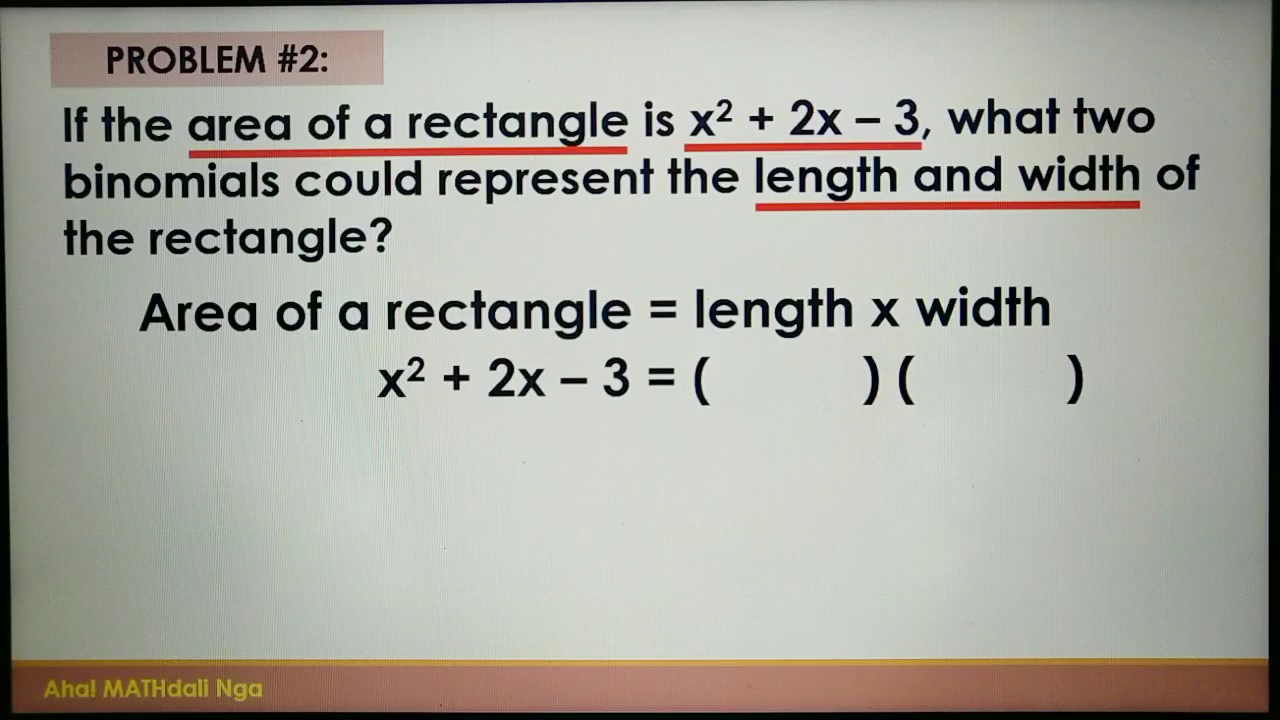 PROBLEM #2:
If the area of a rectangle is x² + 2x – 3, what two
binomials could represent the length and width of
the rectangle?
Area of a rectangle = length x width
x² + 2x – 3 = (        ) (        )
Aha! MATHdali Nga